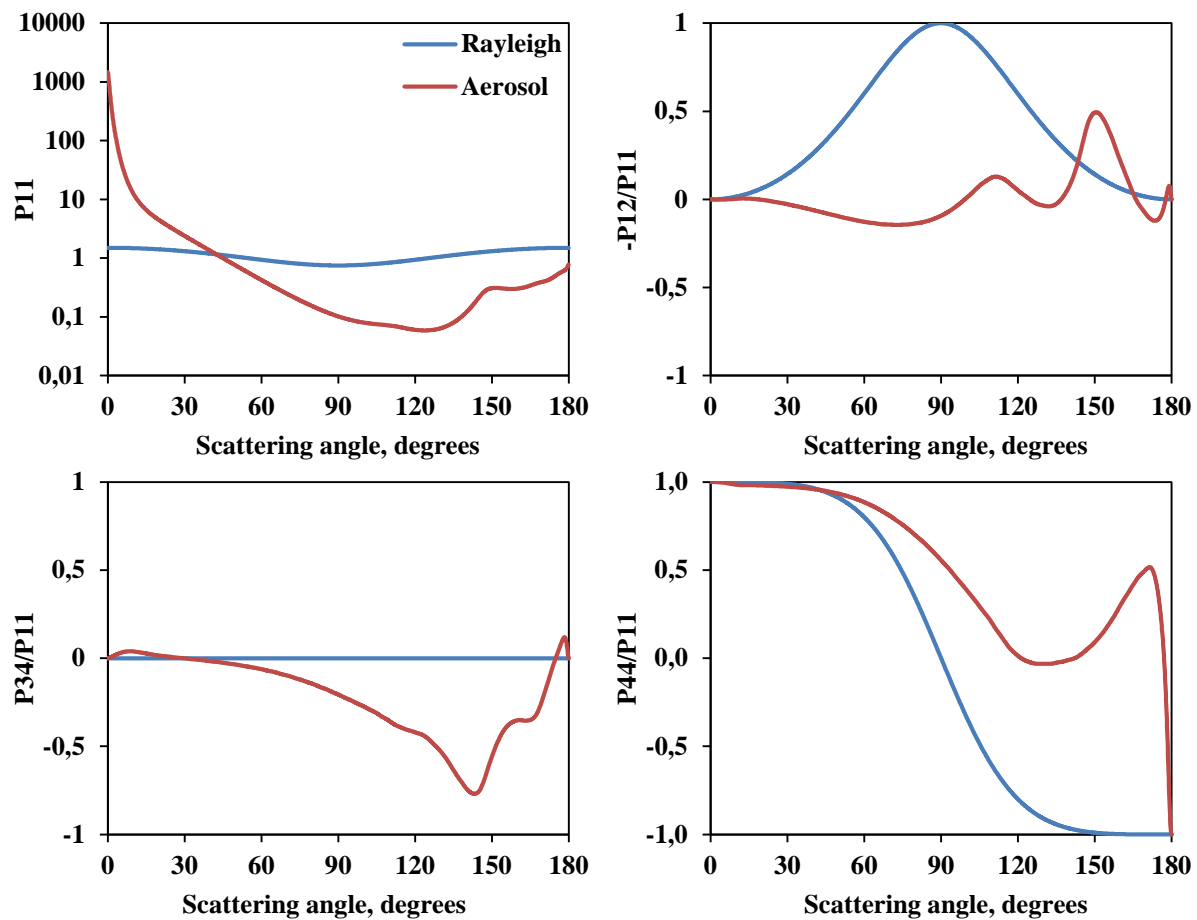 10000
1000
100
10
1
0,1
0,01
P11
Rayleigh
Aerosol
0 30 60 90 120 150 180
Scattering angle, degrees
1
0,5
0
-0,5
-1
-P12/P11
0 30 60 90 120 150 180
Scattering angle, degrees
1
0,5
0
-0,5
-1
P34/P11
0 30 60 90 120 150 180
Scattering angle, degrees
1,0
0,5
0,0
-0,5
-1,0
P44/P11
0 30 60 90 120 150 180
Scattering angle, degrees